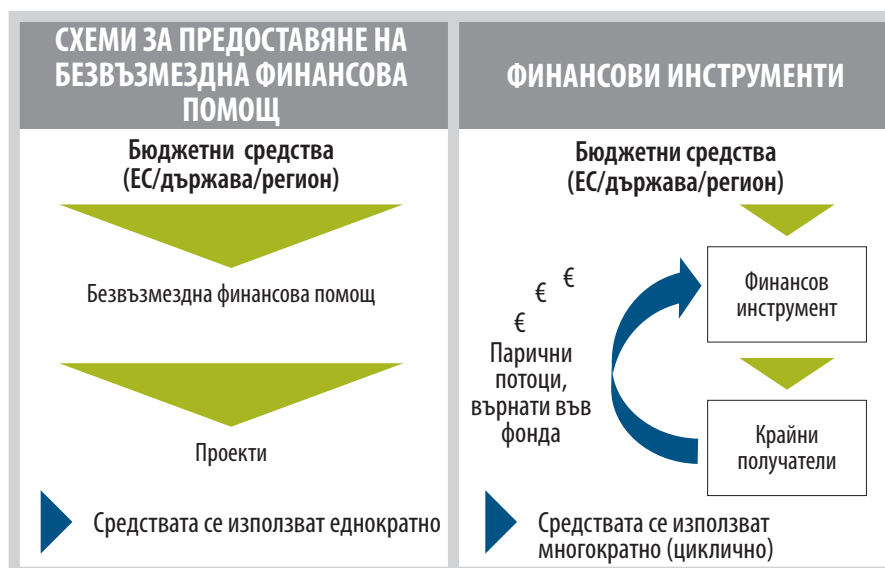 СХЕМИ ЗА ПРЕДОСТАВЯНЕ НА
БЕЗВЪЗМЕЗДНА ФИНАНСОВА
ПОМОЩ
Бюджетни средства
(ЕС/държава/регион)
Безвъзмездна финансова помощ
Проекти
Средствата се използват еднократно
ФИНАНСОВИ ИНСТРУМЕНТИ
Бюджетни средства
(ЕС/държава/регион)
Финансов
инструмент
€
€
€
Парични
потоци,
върнати във
фонда
Крайни
получатели
Средствата се използват
многократно (циклично)